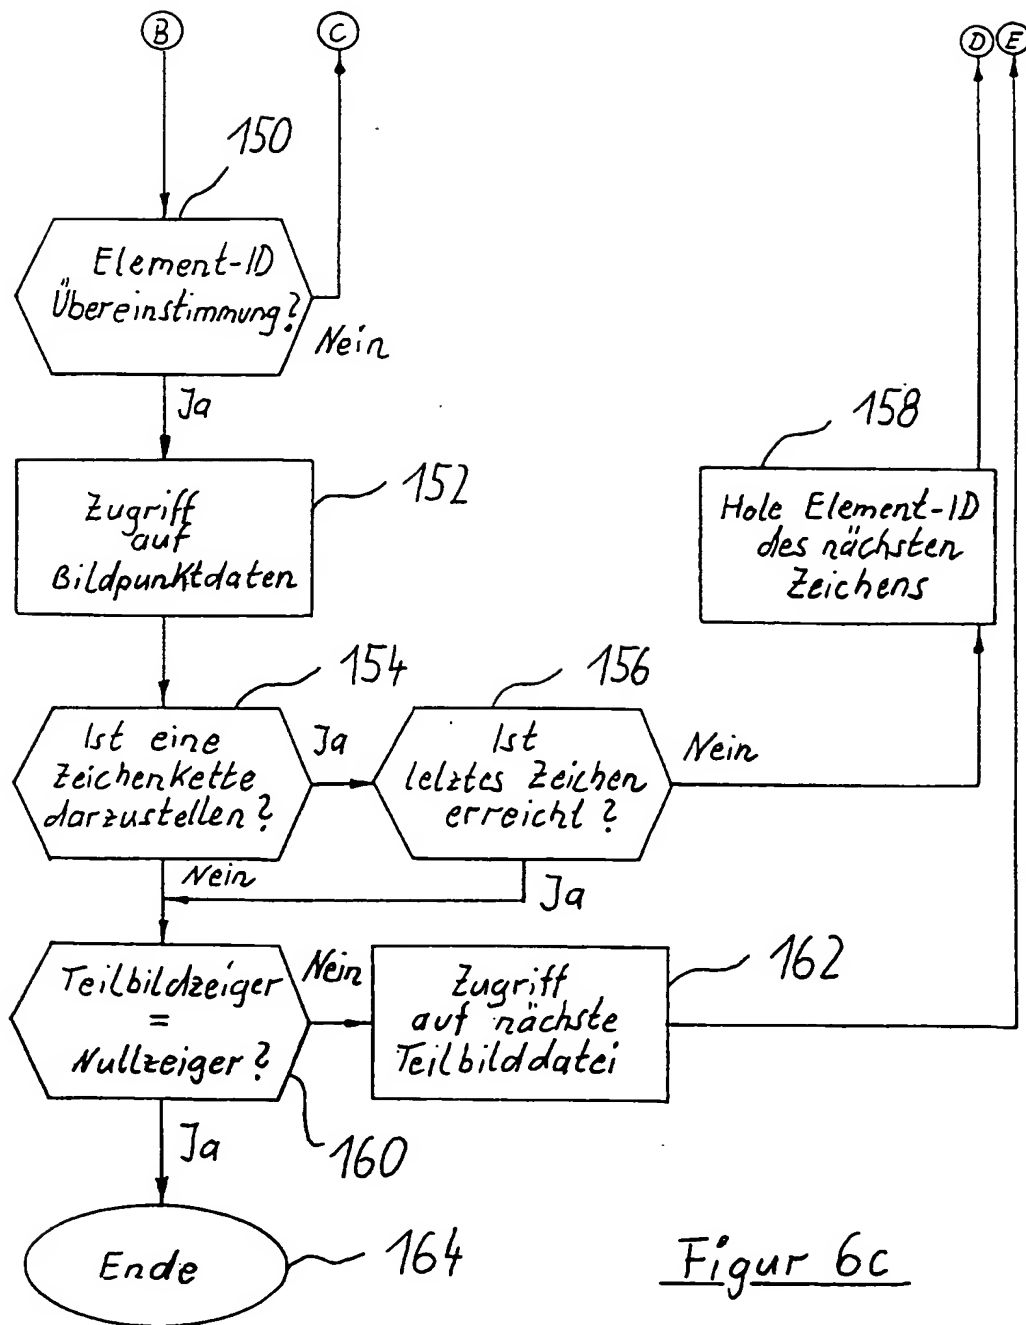 B
C
D
E
150
Element-ID
Übereinstimmung?
Nein
Ja
152
Zugriff
auf
Bildpunktdaten
158
Hole Element-ID
des nächsten
Zeichens
154
Ist eine
Zeichenkette
darzustellen?
Ja
156
Ist
letztes Zeichen
erreicht?
Nein
Nein
Ja
Teilbildzeiger
=
Nullzeiger?
Nein
160
162
Zugriff
auf nächste
Teilbilddatei
Ja
Ende
164
Figur 6c